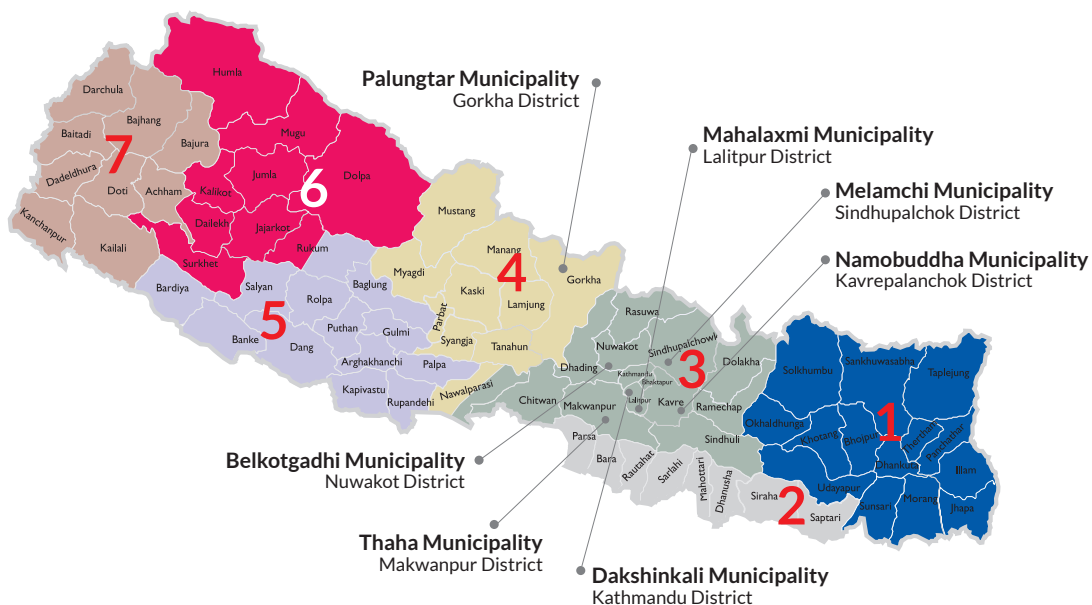 Palungtar Municipality
Gorkha District
Mahalaxmi Municipality
Lalitpur District
Melamchi Municipality
Sindhupalchok District
Namobuddha Municipality
Kavrepalanchok District
Belkotgadhi Municipality
Nuwakot District
Thaha Municipality
Makwanpur District
Dakshinkali Municipality
Kathmandu District
7
Darchula
Bajhang
Baitadi
Bajura
Dadeldhura
Doti
Achham
Kanchanpur
Kailali
6
Humla
Mugu
Jumla
Dolpa
Kalikot
Dailekh
Jajarkot
Rukum
Surkhet
5
Bardiya
Salyan
Baglung
Rolpa
Banke
Dang
Puthan
Gulmi
Arghakhanchi
Palpa
Kapivastu
Rupandehi
4
Mustang
Manang
Myagdi
Gorkha
Kaski
Lamjung
Parbat
Syangja
Tanahun
Nawalparasi
3
Rasuwa
Nuwakot
Sindhupalchowk
Dolakha
Dhading
Kathmandu
Bhaktapur
Lalitpur
Kavre
Ramechap
Chitwan
Makwanpur
Sindhuli
2
Parsa
Bara
Rautahat
Sarlahi
Mahottari
Dhanusha
Siraha
Saptari
1
Solkhumbu
Sankhuwasabha
Taplejung
Okhaldhunga
Khotang
Bhojpur
Therthan
Panchathar
Dhankuta
Illam
Udayapur
Sunsari
Morang
Jhapa